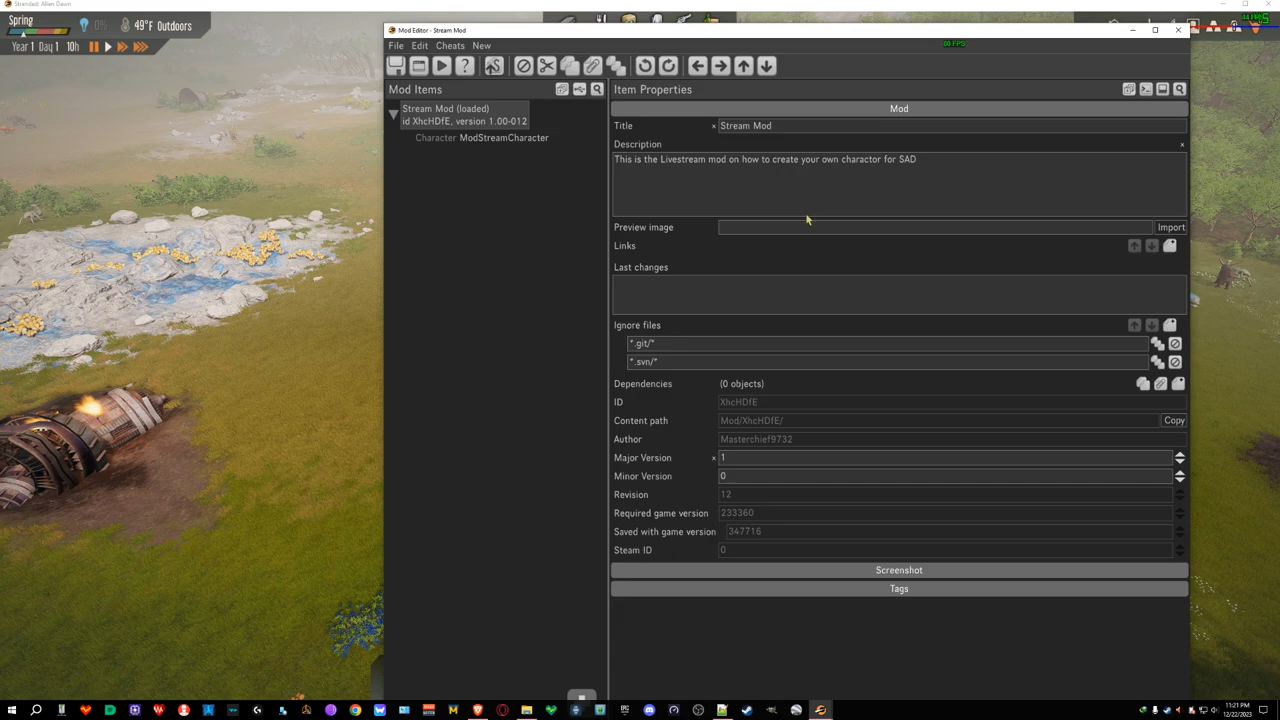 Stranded: Alien Dawn
Spring
0%
49°F Outdoors
Year 1 Day 1 10h
Mod Editor - Stream Mod
File Edit Cheats New
60 FPS
Mod Items
Stream Mod (loaded)
id XhcHDfE, version 1.00-012
Character ModStreamCharacter
Item Properties
Mod
Title × Stream Mod
Description ×
This is the Livestream mod on how to create your own charactor for SAD
Preview image Import
Links
Last changes
Ignore files
*.git/*
*.svn/*
Dependencies (0 objects)
ID XhcHDfE
Content path Mod/XhcHDfE/ Copy
Author Masterchief9732
Major Version × 1
Minor Version 0
Revision 12
Required game version 233360
Saved with game version 347716
Steam ID 0
Screenshot
Tags
11:21 PM
12/22/2023